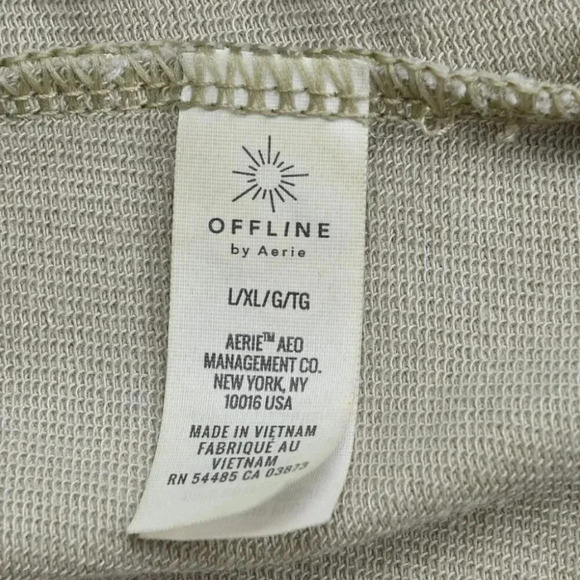 OFFLINE
by Aerie
L/XL/G/TG
AERIE™ AEO
MANAGEMENT CO.
NEW YORK, NY
10016 USA
MADE IN VIETNAM
FABRIQUÉ AU
VIETNAM
RN 54485 CA 03873